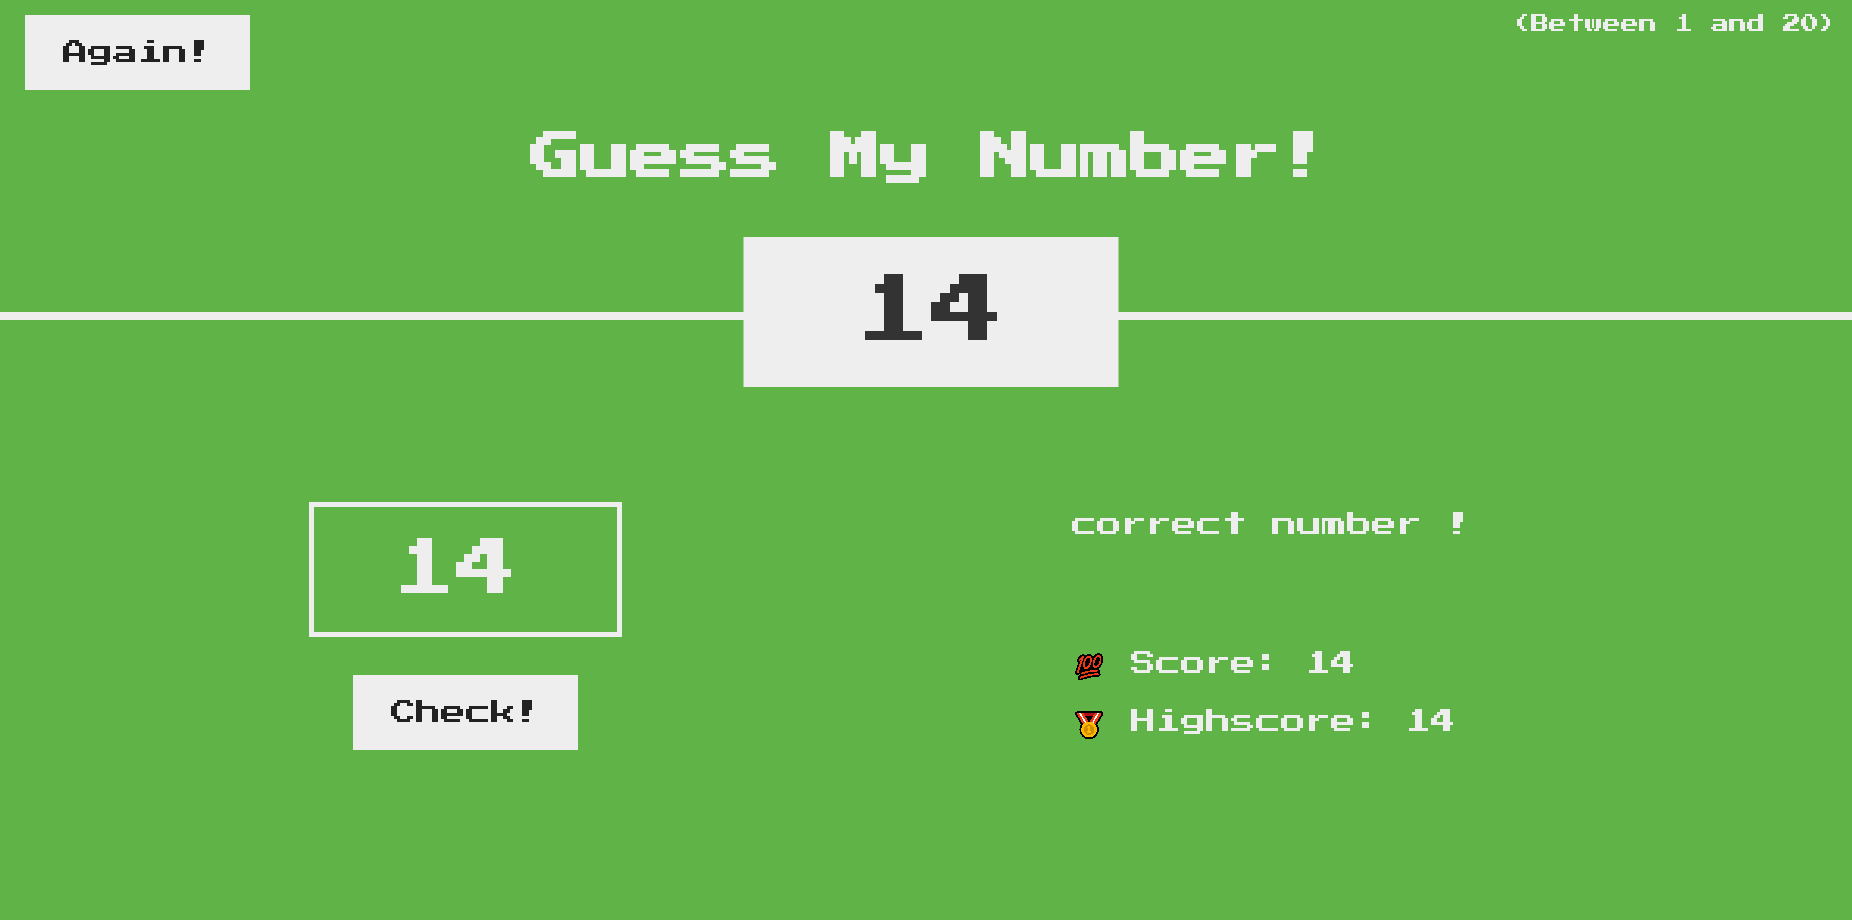 Again!
(Between 1 and 20)
Guess My Number!
14
14
Check!
correct number !
💯 Score: 14
🥇 Highscore: 14